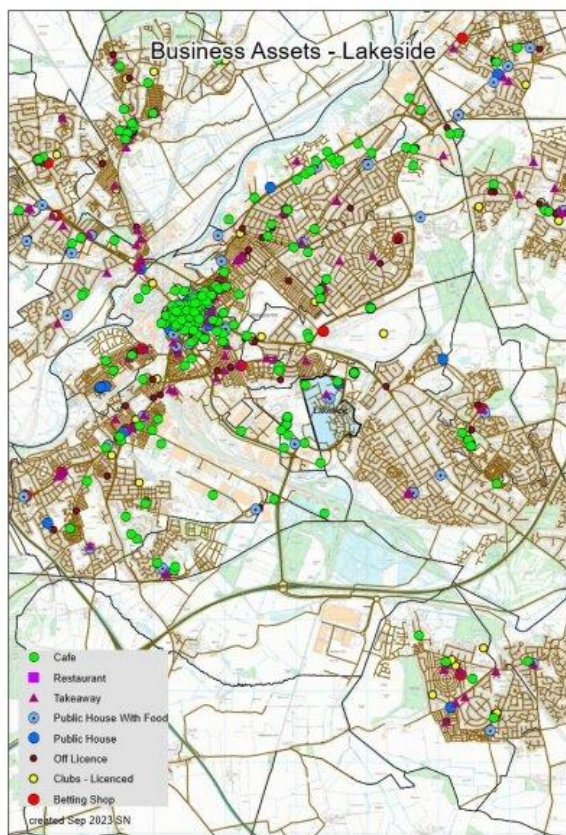 Business Assets - Lakeside
Lakeside
Cafe
Restaurant
Takeaway
Public House With Food
Public House
Off Licence
Clubs - Licenced
Betting Shop
created Sep 2023 SN